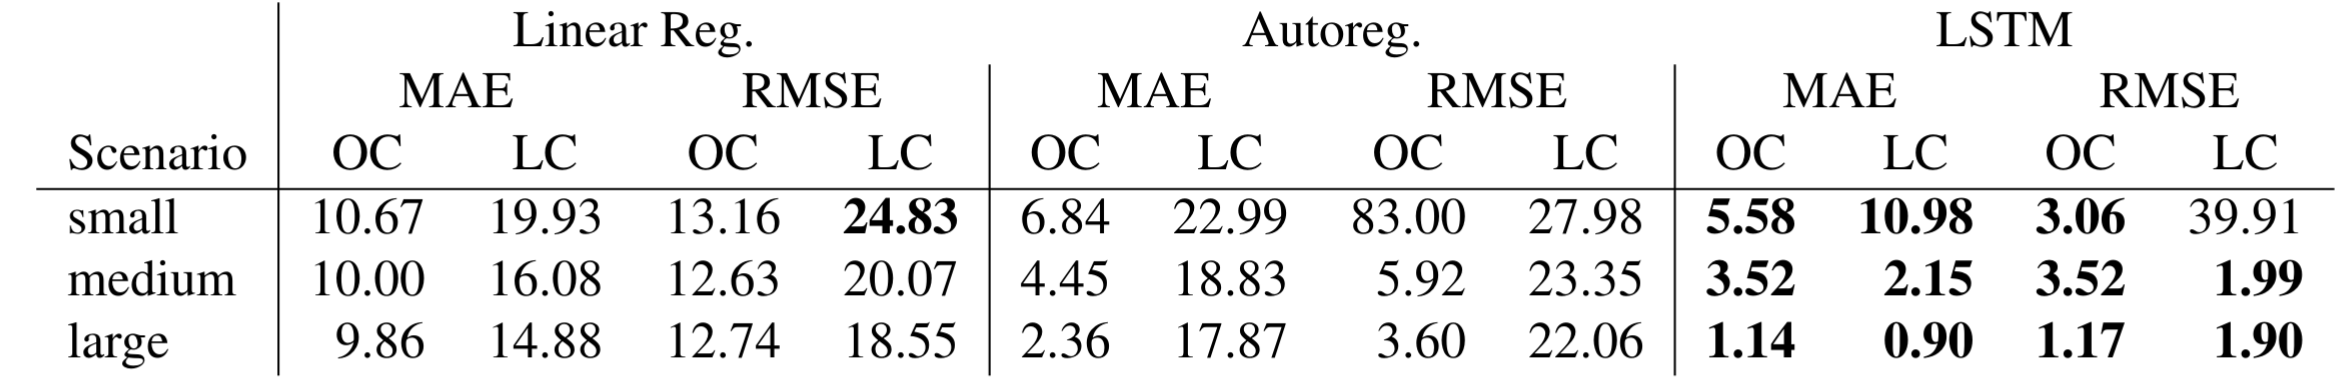 Linear Reg. Autoreg. LSTM
MAE RMSE MAE RMSE MAE RMSE
Scenario OC LC OC LC OC LC OC LC OC LC OC LC
small 10.67 19.93 13.16 24.83 6.84 22.99 83.00 27.98 5.58 10.98 3.06 39.91
medium 10.00 16.08 12.63 20.07 4.45 18.83 5.92 23.35 3.52 2.15 3.52 1.99
large 9.86 14.88 12.74 18.55 2.36 17.87 3.60 22.06 1.14 0.90 1.17 1.90